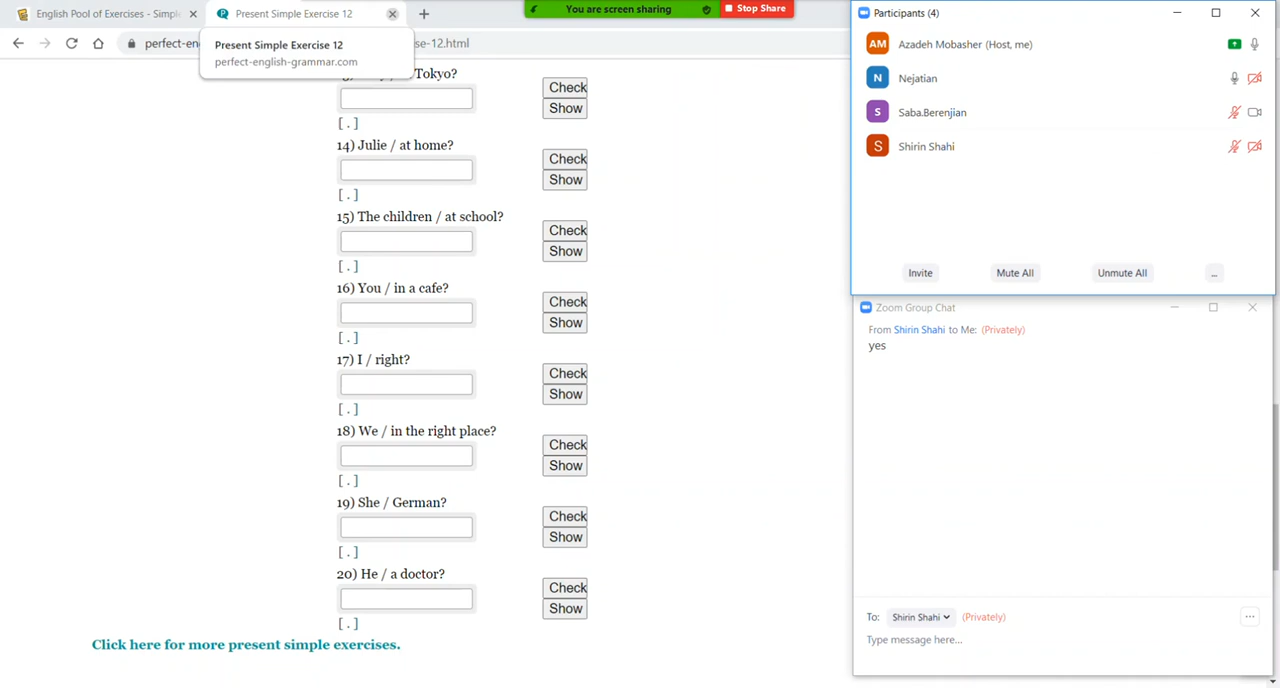 English Pool of Exercises - Simple
Present Simple Exercise 12
You are screen sharing
Stop Share
perfect-en
se-12.html
Present Simple Exercise 12
perfect-english-grammar.com
Tokyo?
Check
Show
[ . ]
14) Julie / at home?
Check
Show
[ . ]
15) The children / at school?
Check
Show
[ . ]
16) You / in a cafe?
Check
Show
[ . ]
17) I / right?
Check
Show
[ . ]
18) We / in the right place?
Check
Show
[ . ]
19) She / German?
Check
Show
[ . ]
20) He / a doctor?
Check
Show
[ . ]
Click here for more present simple exercises.
Participants (4)
AM Azadeh Mobasher (Host, me)
N Nejatian
S Saba.Berenjian
S Shirin Shahi
Invite
Mute All
Unmute All
...
Zoom Group Chat
From Shirin Shahi to Me: (Privately)
yes
To: Shirin Shahi (Privately)
Type message here...